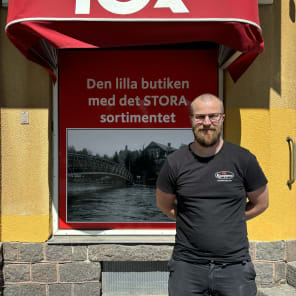 Den lilla butiken
med det STORA
sortimentet